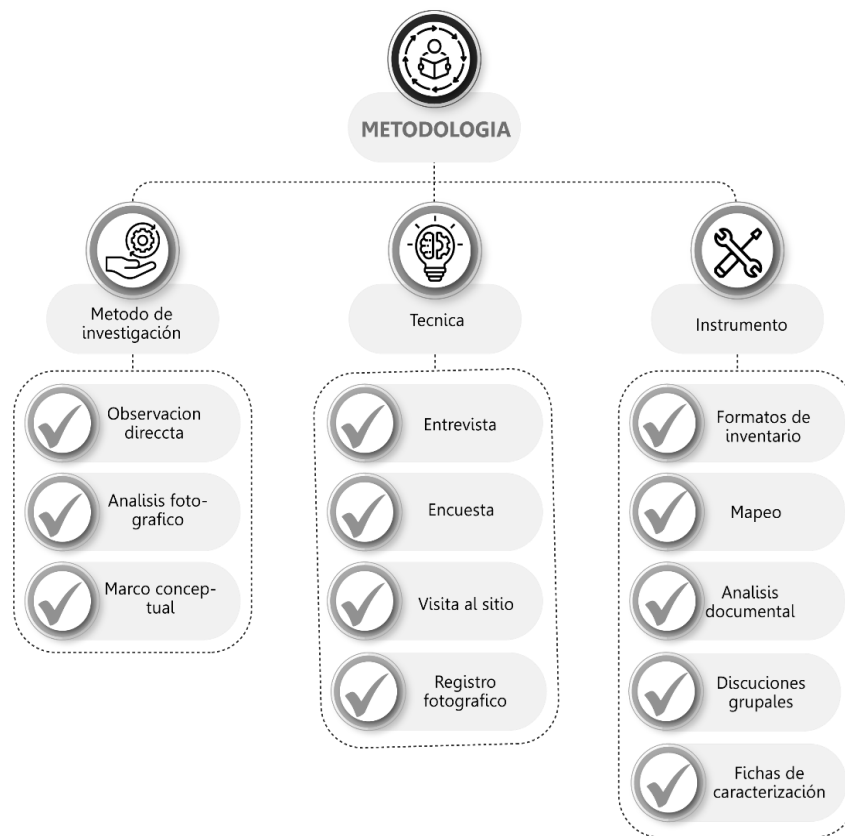 METODOLOGIA
Metodo de
investigación
Observacion
direccta
Analisis foto-
grafico
Marco concep-
tual
Tecnica
Entrevista
Encuesta
Visita al sitio
Registro
fotografico
Instrumento
Formatos de
inventario
Mapeo
Analisis
documental
Discuciones
grupales
Fichas de
caracterización